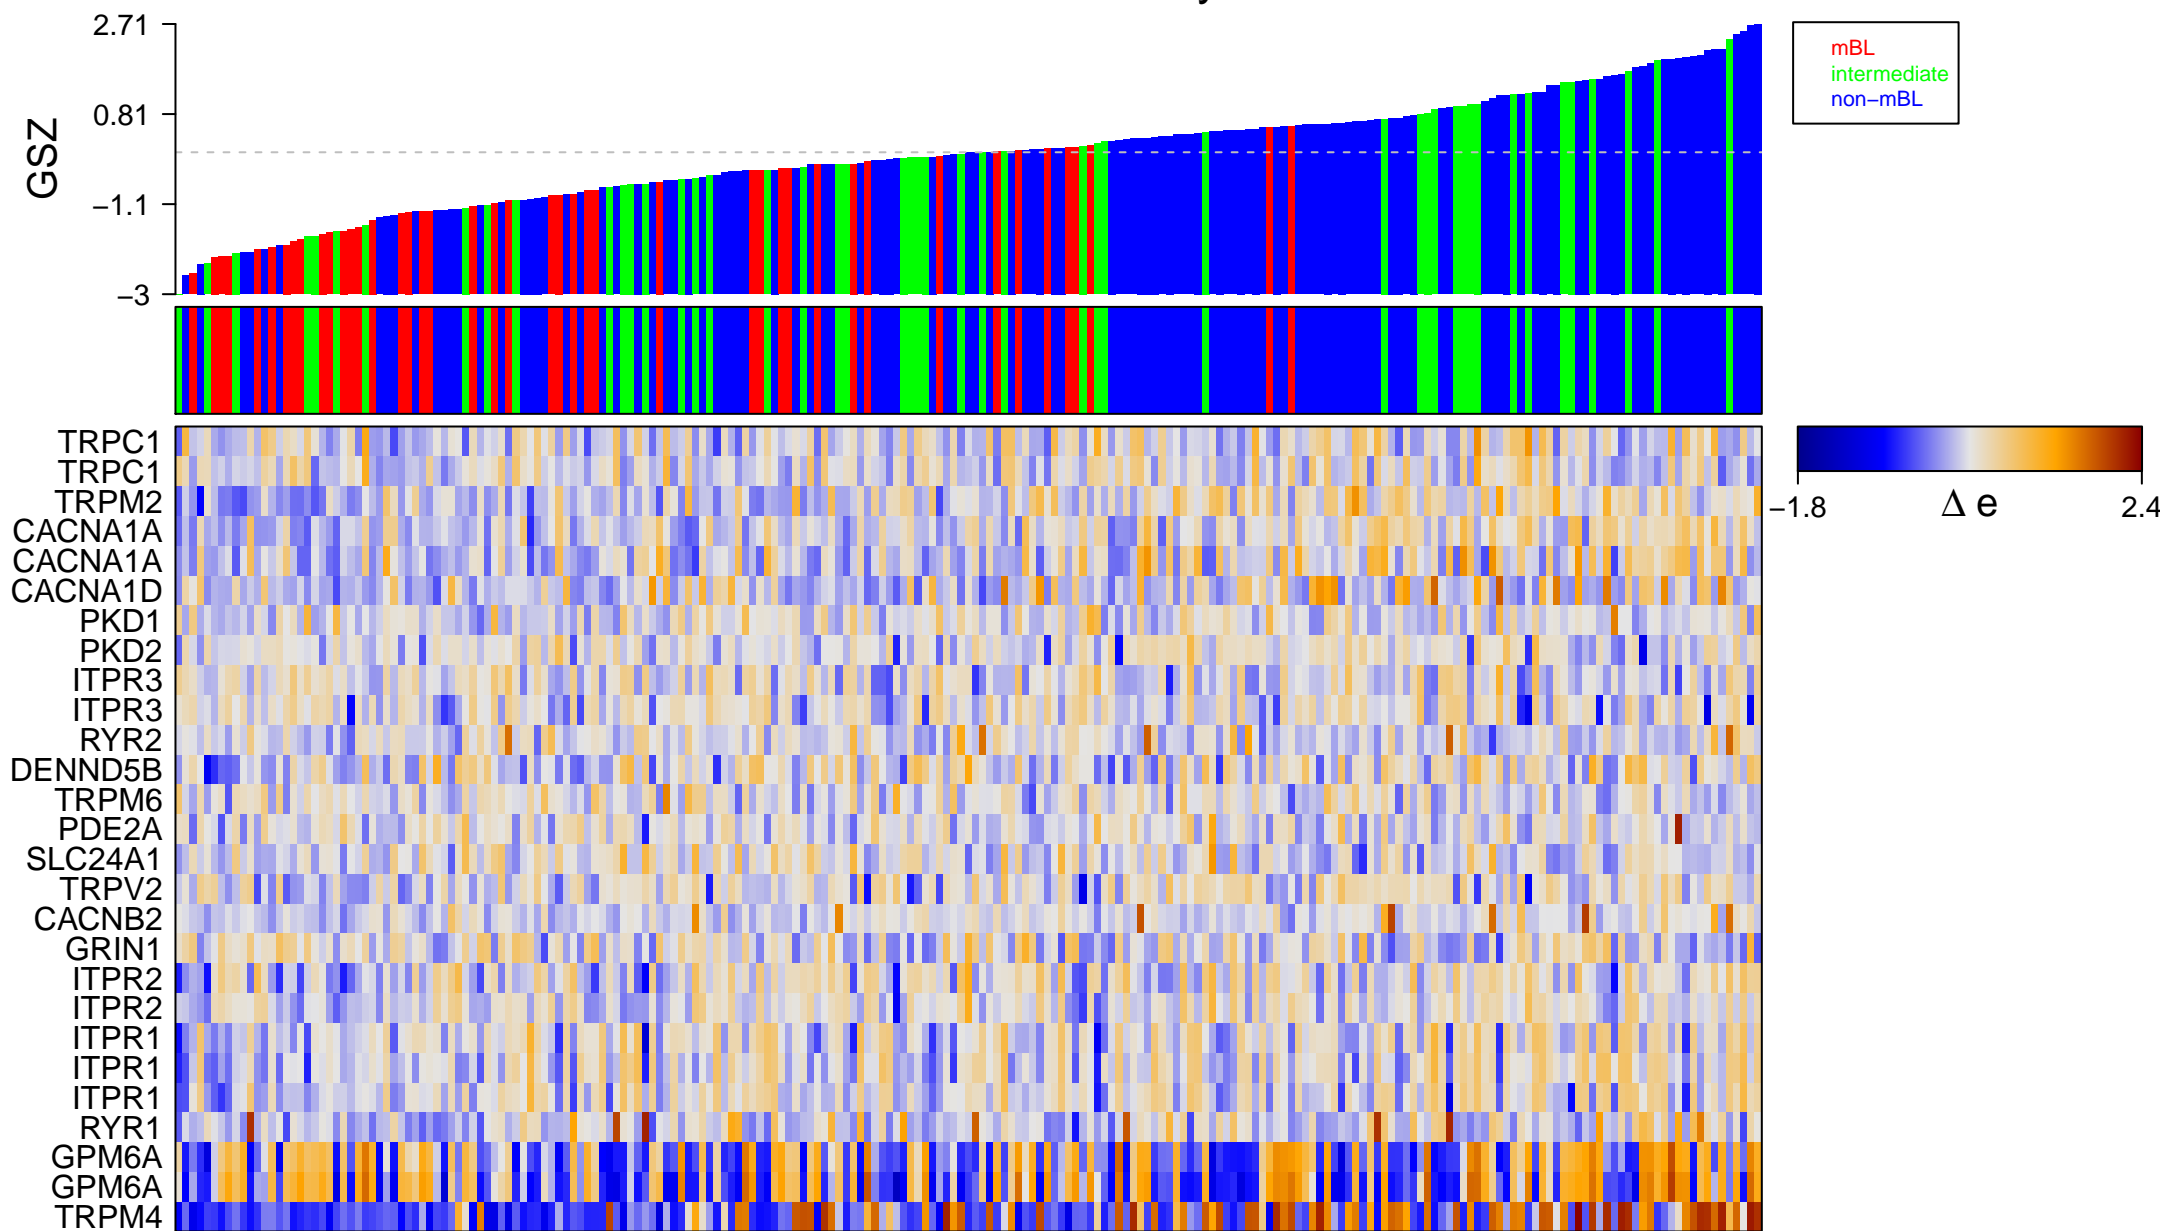 2.71
0.81
−1.1
−3
GSZ
mBL
intermediate
non−mBL
TRPC1
TRPC1
TRPM2
CACNA1A
CACNA1A
CACNA1D
PKD1
PKD2
ITPR3
ITPR3
RYR2
DENND5B
TRPM6
PDE2A
SLC24A1
TRPV2
CACNB2
GRIN1
ITPR2
ITPR2
ITPR1
ITPR1
ITPR1
RYR1
GPM6A
GPM6A
TRPM4
−1.8 Δ e 2.4